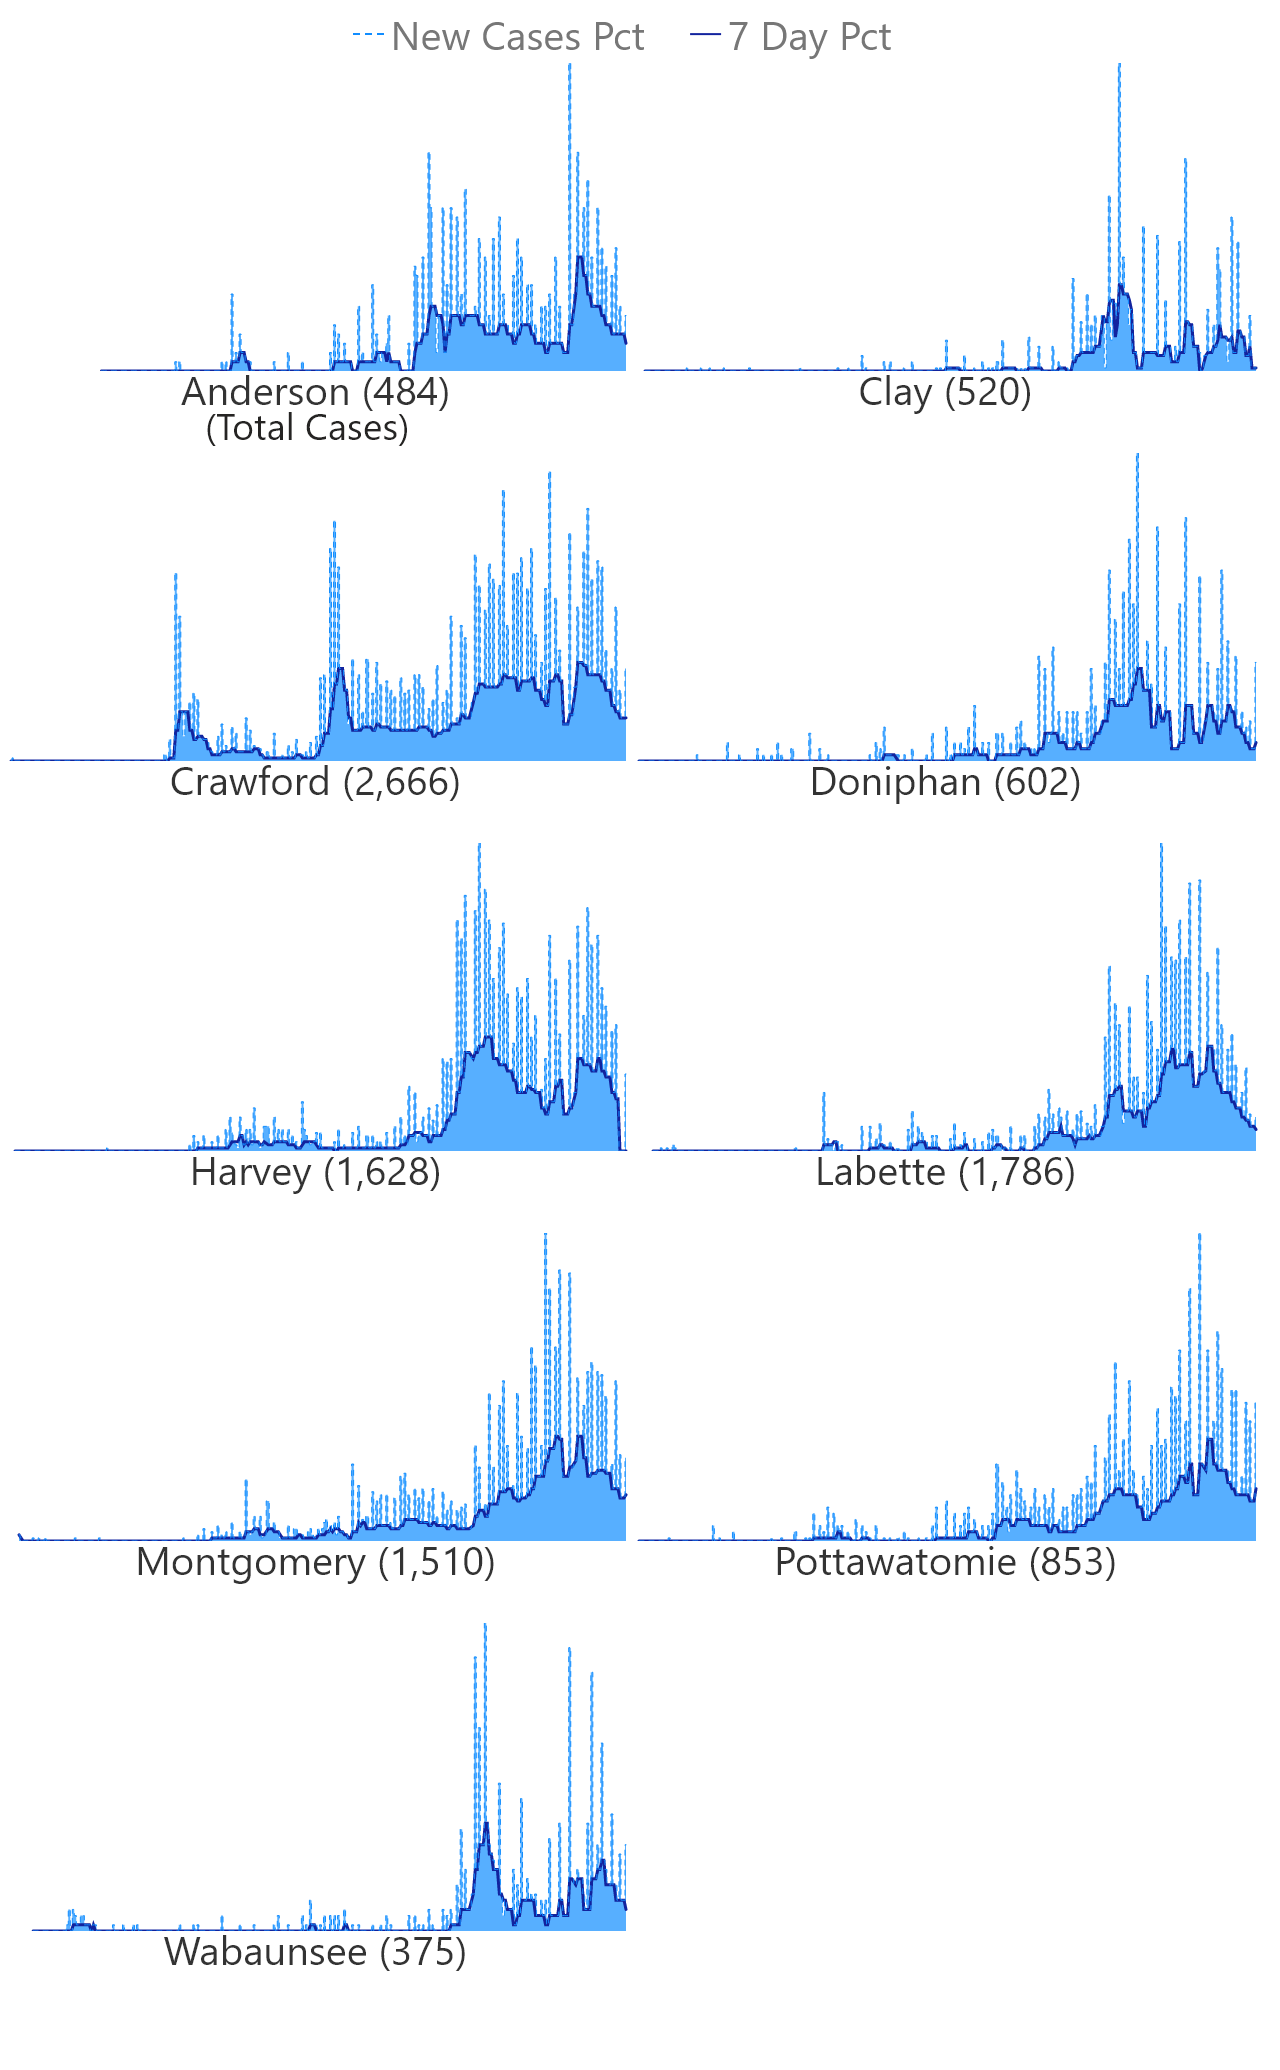 New Cases Pct 7 Day Pct
Anderson (484) Clay (520)
(Total Cases)
Crawford (2,666) Doniphan (602)
Harvey (1,628) Labette (1,786)
Montgomery (1,510) Pottawatomie (853)
Wabaunsee (375)